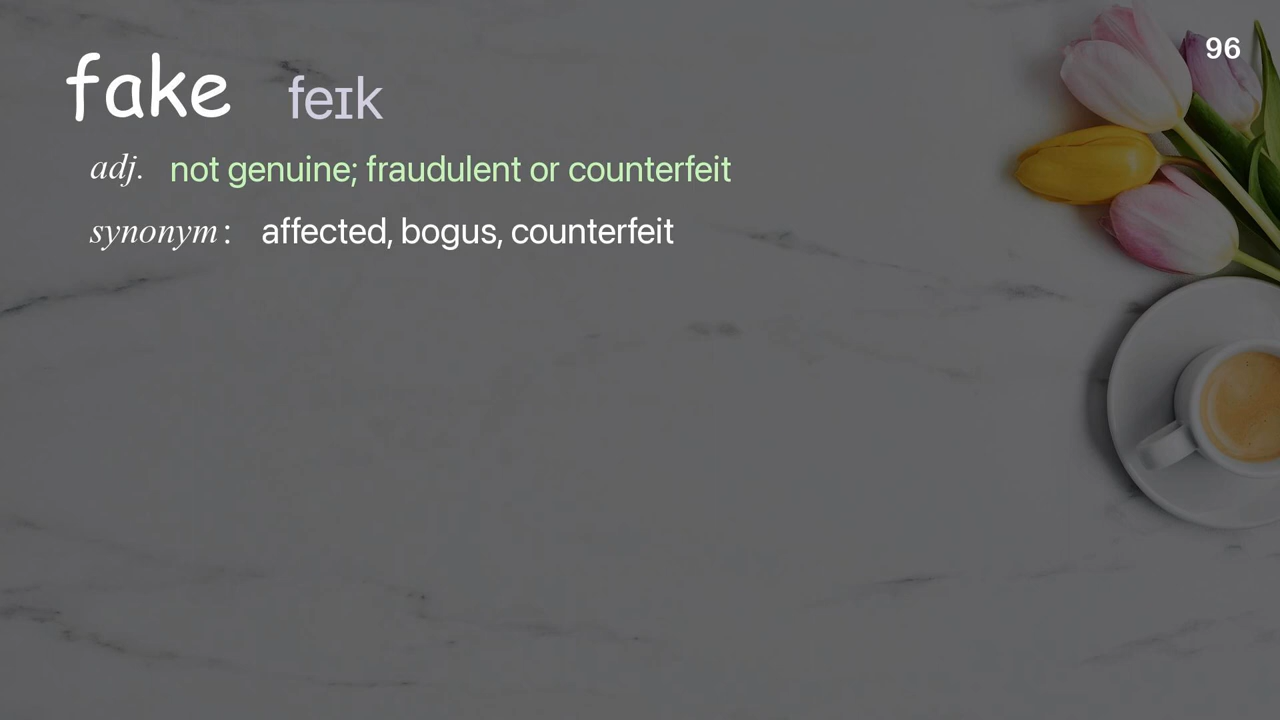 96
fake feɪk
adj. not genuine; fraudulent or counterfeit
synonym: affected, bogus, counterfeit